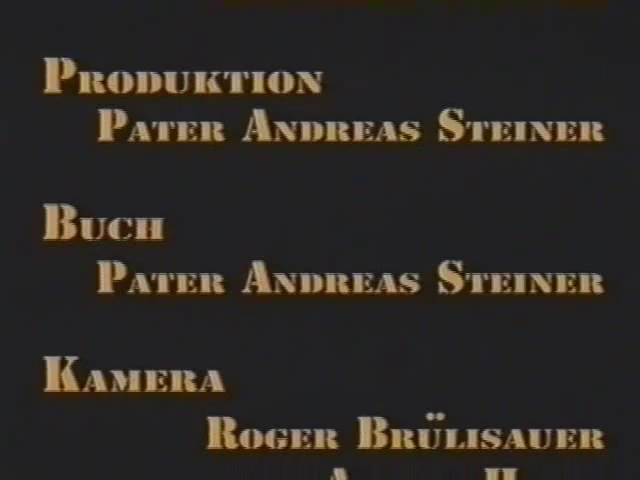 Produktion
Pater Andreas Steiner
Buch
Pater Andreas Steiner
Kamera
Roger Brülisauer